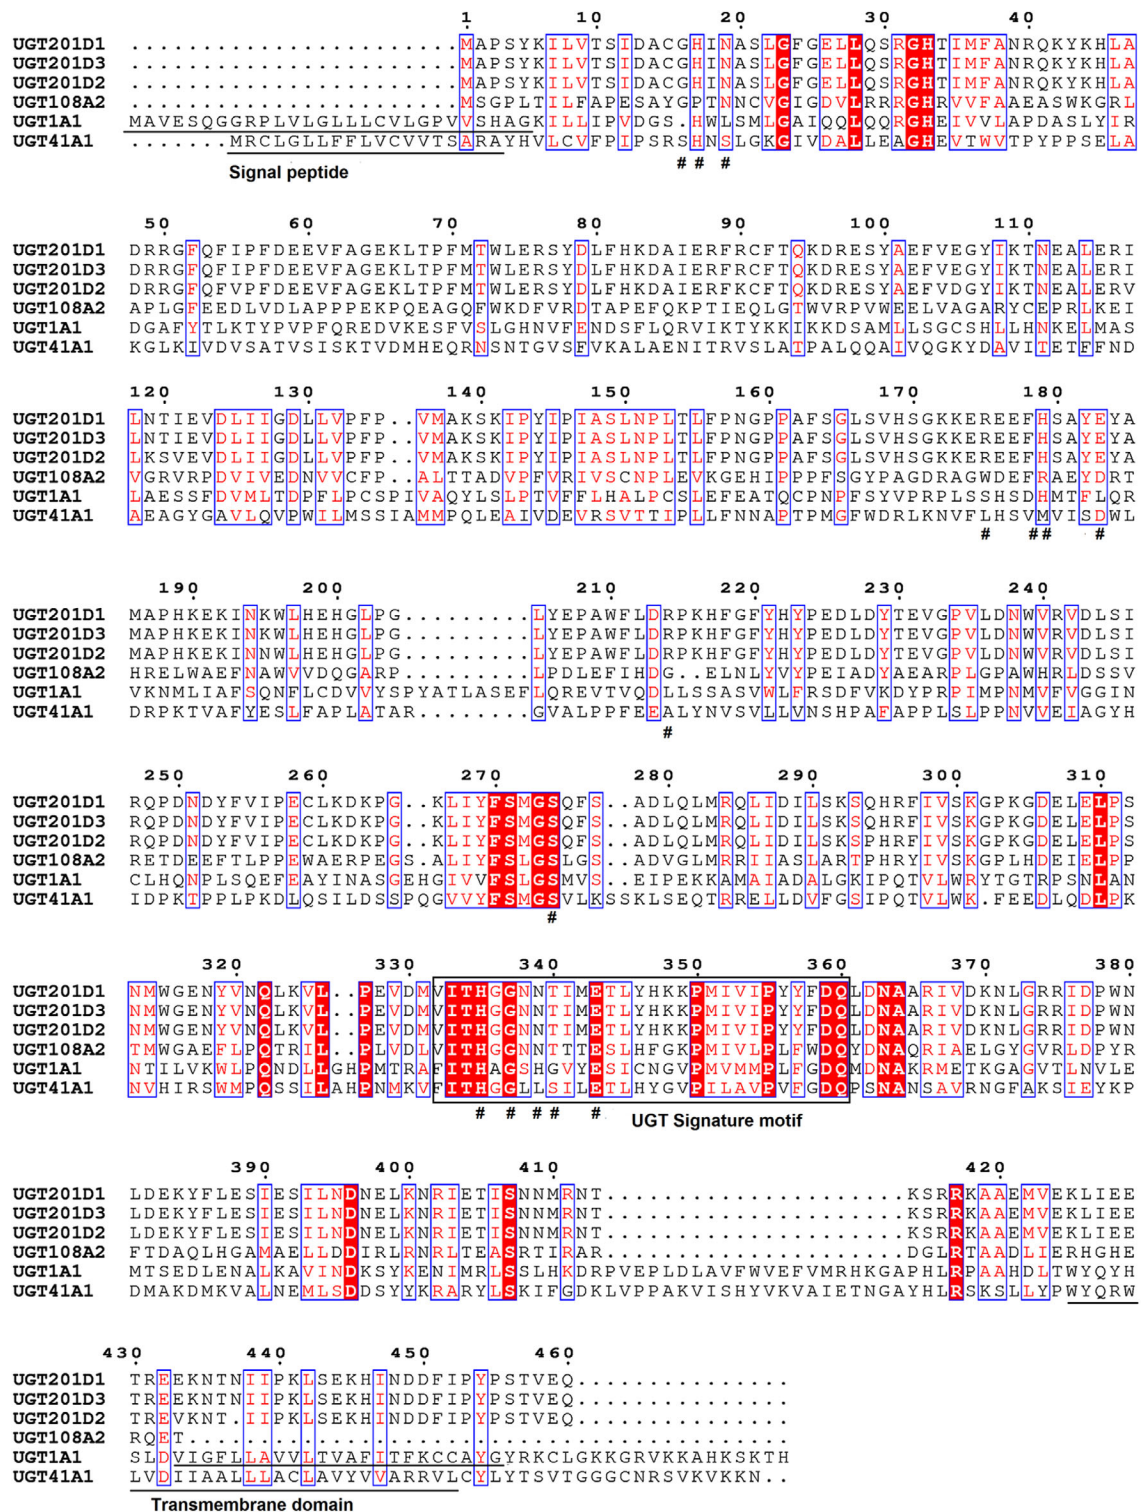 1 10 20 30 40
UGT201D1 .......................MAPSYKILVTSIDACGHINASLGFGELLQSRGHTIMFANRQKYKHLA
UGT201D3 .......................MAPSYKILVTSIDACGHINASLGFGELLQSRGHTIMFANRQKYKHLA
UGT201D2 .......................MAPSYKILVTSIDACGHINASLGFGELLQSRGHTIMFANRQKYKHLA
UGT108A2 .......................MSGPLTILFAPESAYGPTNNCVGIGDVLRRRGHRVVFAAEASWKGRL
UGT1A1 MAVESQGGRPLVLGLLLCVLGPVVSHAGKILLIPVDGS.HWLSMLGAIQQLQQRGHEIVVLAPDASLYIR
UGT41A1 .......MRCLGLLFFLVCVVTSARAYHVLCVFPIPSRSHNSLGKGIVDALLEAGHEVTWVTPYPPSELA
# # #
Signal peptide
50 60 70 80 90 100 110
UGT201D1 DRRGFQFIPFDEEVFAGEKLTPFMTWLERSYDLFHKDAIERFRCFTQKDRESYAEFVEGYIKTNEALERI
UGT201D3 DRRGFQFIPFDEEVFAGEKLTPFMTWLERSYDLFHKDAIERFRCFTQKDRESYAEFVEGYIKTNEALERI
UGT201D2 DRRGFQFVPFDEEVFAGEKLTPFMTWLERSYDLFHKDAIERFKCFTQKDRESYAEFVDGYIKTNEALERV
UGT108A2 APLGFEEDLVDLAPPPEKPQEAGQFWKDFVRDTAPEFQKPTIEQLGTWVRPVWEELVAGARYCEPRLKEI
UGT1A1 DGAFYTLKTYPVPFQREDVKESFVSLGHNVFENDSFLQRVIKTYKKIKKDSAMLLSGCSHLLHNKELMAS
UGT41A1 KGLKIVDVSATVSISKTVDMHEQRNSNTGVSFVKALAENITRVSLATPALQQAIVQGKYDAVITETFFND
120 130 140 150 160 170 180
UGT201D1 LNTIEVDLIIGDLLVPFP..VMAKSKIPYIPIASLNPLTLFPNGPPAFSGLSVHSGKKEREEFHSAYEYA
UGT201D3 LNTIEVDLIIGDLLVPFP..VMAKSKIPYIPIASLNPLTLFPNGPPAFSGLSVHSGKKEREEFHSAYEYA
UGT201D2 LKSVEVDLIIGDLLVPFP..VMAKSKIPYIPIASLNPLTLFPNGPPAFSGLSVHSGKKEREEFHSAYEYA
UGT108A2 VGRVRPDVIVEDNVVCFP..ALTTADVPFVRIVSCNPLEVKGEHIPPPFSGYPAGDRAGWDEFRAEYDRT
UGT1A1 LAESSFDVMLTDPFLPCSPIVAQYLSLPTVFFLHALPCSLEFEATQCPNPFSYVPRPLSSHSDHMTFLQR
UGT41A1 AEAGYGAVLQVPWILMSSIAMMPQLEAIVDEVRSVTTIPLLFNNAPTPMGFWDRLKNVFLHSVMVISDWL
# # # #
190 200 210 220 230 240
UGT201D1 MAPHKEKINKWLHEHGLPG.........LYEPAWFLDRPKHFGFYHYPEDLDYTEVGPVLDNWVRVDLSI
UGT201D3 MAPHKEKINKWLHEHGLPG.........LYEPAWFLDRPKHFGFYHYPEDLDYTEVGPVLDNWVRVDLSI
UGT201D2 MAPHKEKINNWLHEHGLPG.........LYEPAWFLDRPKHFGFYHYPEDLDYTEVGPVLDNWVRVDLSI
UGT108A2 HRELWAEFNAWVVDQGARP.........LPDLEFIHDG..ELNLYVYPEIADYAEARPLGPAWHRLDSSV
UGT1A1 VKNMLIAFSQNFLCDVVYSPYATLASEFLQREVTVQDLLSSASVWLFRSDFVKDYPRPIMPNMVFVGGIN
UGT41A1 DRPKTVAFYESLFAPLATAR........GVALPPFEEALYNVSVLLVNSHPAFAPPLSLPPNVVEIAGYH
#
250 260 270 280 290 300 310
UGT201D1 RQPDNDYFVIPECLKDKPG..KLIYFSMGSQFS..ADLQLMRQLIDILSKSQHRFIVSKGPKGDELELPS
UGT201D3 RQPDNDYFVIPECLKDKPG..KLIYFSMGSQFS..ADLQLMRQLIDILSKSQHRFIVSKGPKGDELELPS
UGT201D2 RQPDNDYFVIPECLKDKPG..KLIYFSMGSQFS..ADLQLMRQLIDILSKSPHRFIVSKGPKGDELELPS
UGT108A2 RETDEEFTLPPEWAERPEGS.ALIYFSLGSLGS..ADVGLMRRIIASLARTPHRYIVSKGPLHDEIELPP
UGT1A1 CLHQNPLSQEFEAYINASGEHGIVVFSLGSMVS..EIPEKKAMAIADALGKIPQTVLWRYTGTRPSNLAN
UGT41A1 IDPKTPPLPKDLQSILDSSPQGVVYFSMGSVLKSSKLSEQTRRELLDVFGSIPQTVLWK.FEEDLQDLPK
#
320 330 340 350 360 370 380
UGT201D1 NMWGENYVNQLKVL..PEVDMVITHGGNNTIMETLYHKKPMIVIPYYFDQLDNAARIVDKNLGRRIDPWN
UGT201D3 NMWGENYVNQLKVL..PEVDMVITHGGNNTIMETLYHKKPMIVIPYYFDQLDNAARIVDKNLGRRIDPWN
UGT201D2 NMWGENYVNQLKVL..PEVDMVITHGGNNTIMETLYHKKPMIVIPYYFDQLDNAARIVDKNLGRRIDPWN
UGT108A2 TMWGAEFLPQTRIL..PLVDLVITHGGNNTTTESLHFGKPMIVLPLFWDQYDNAQRIAELGYGVRLDPYR
UGT1A1 NTILVKWLPQNDLLGHPMTRAFITHAGSHGVYESICNGVPMVMMPLFGDQMDNAKRMETKGAGVTLNVLE
UGT41A1 NVHIRSWMPQSSILAHPNMKVFITHGGLLSILETLHYGVPILAVPVFGDQPSNANSAVRNGFAKSIEYKP
# # # # #
UGT Signature motif
390 400 410 420
UGT201D1 LDEKYFLESIESILNDNELKNRIETISNNMRNT.....................KSRRKAAEMVEKLIEE
UGT201D3 LDEKYFLESIESILNDNELKNRIETISNNMRNT.....................KSRRKAAEMVEKLIEE
UGT201D2 LDEKYFLESIESILNDNELKNRIETISNNMRNT.....................KSRRKAAEMVEKLIEE
UGT108A2 FTDAQLHGAMAELLDDIRLRNRLTEASRTIRAR.....................DGLRTAADLIERHGHE
UGT1A1 MTSEDLENALKAVINDKSYKENIMRLSSLHKDRPVEPLDLAVFWVEFVMRHKGAPHLRPAAHDLTWYQYH
UGT41A1 DMAKDMKVALNEMLSDDSYYKRARYLSKIFGDKLVPPAKVISHYVKVAIETNGAYHLRSKSLLYPWYQRW
430 440 450 460
UGT201D1 TREEKNTNIIPKLSEKHINDDFIPYPSTVEQ...............
UGT201D3 TREEKNTNIIPKLSEKHINDDFIPYPSTVEQ...............
UGT201D2 TREVKNT.IIPKLSEKHINDDFIPYPSTVEQ...............
UGT108A2 RQET..........................................
UGT1A1 SLDVIGFLLAVVLTVAFITFKCCAYGYRKCLGKKGRVKKAHKSKTH
UGT41A1 LVDIIAALLLACLAVYVVARRVLCYLYTSVTGGGCNRSVKVKKN..
Transmembrane domain